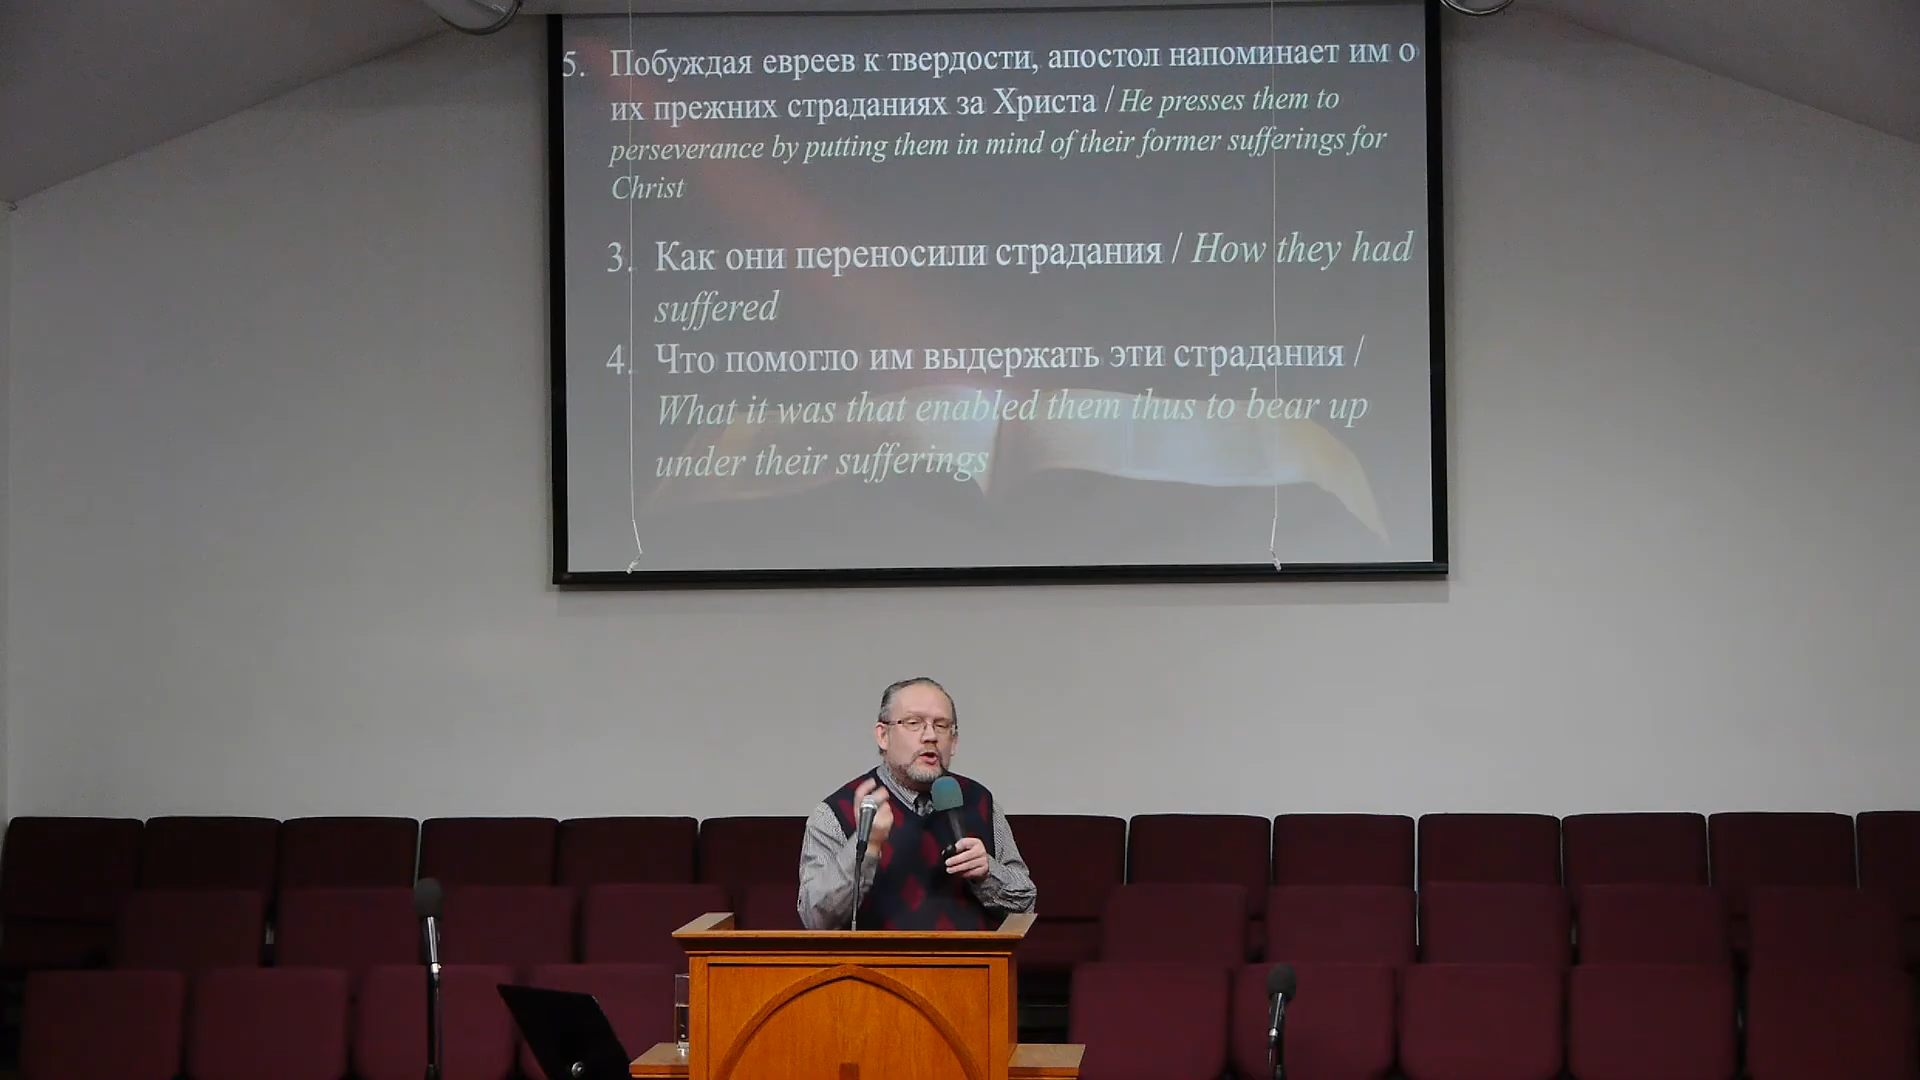 5. Побуждая евреев к твердости, апостол напоминает им о
их прежних страданиях за Христа / He presses them to
perseverance by putting them in mind of their former sufferings for
Christ
3. Как они переносили страдания / How they had
suffered
4. Что помогло им выдержать эти страдания /
What it was that enabled them thus to bear up
under their sufferings